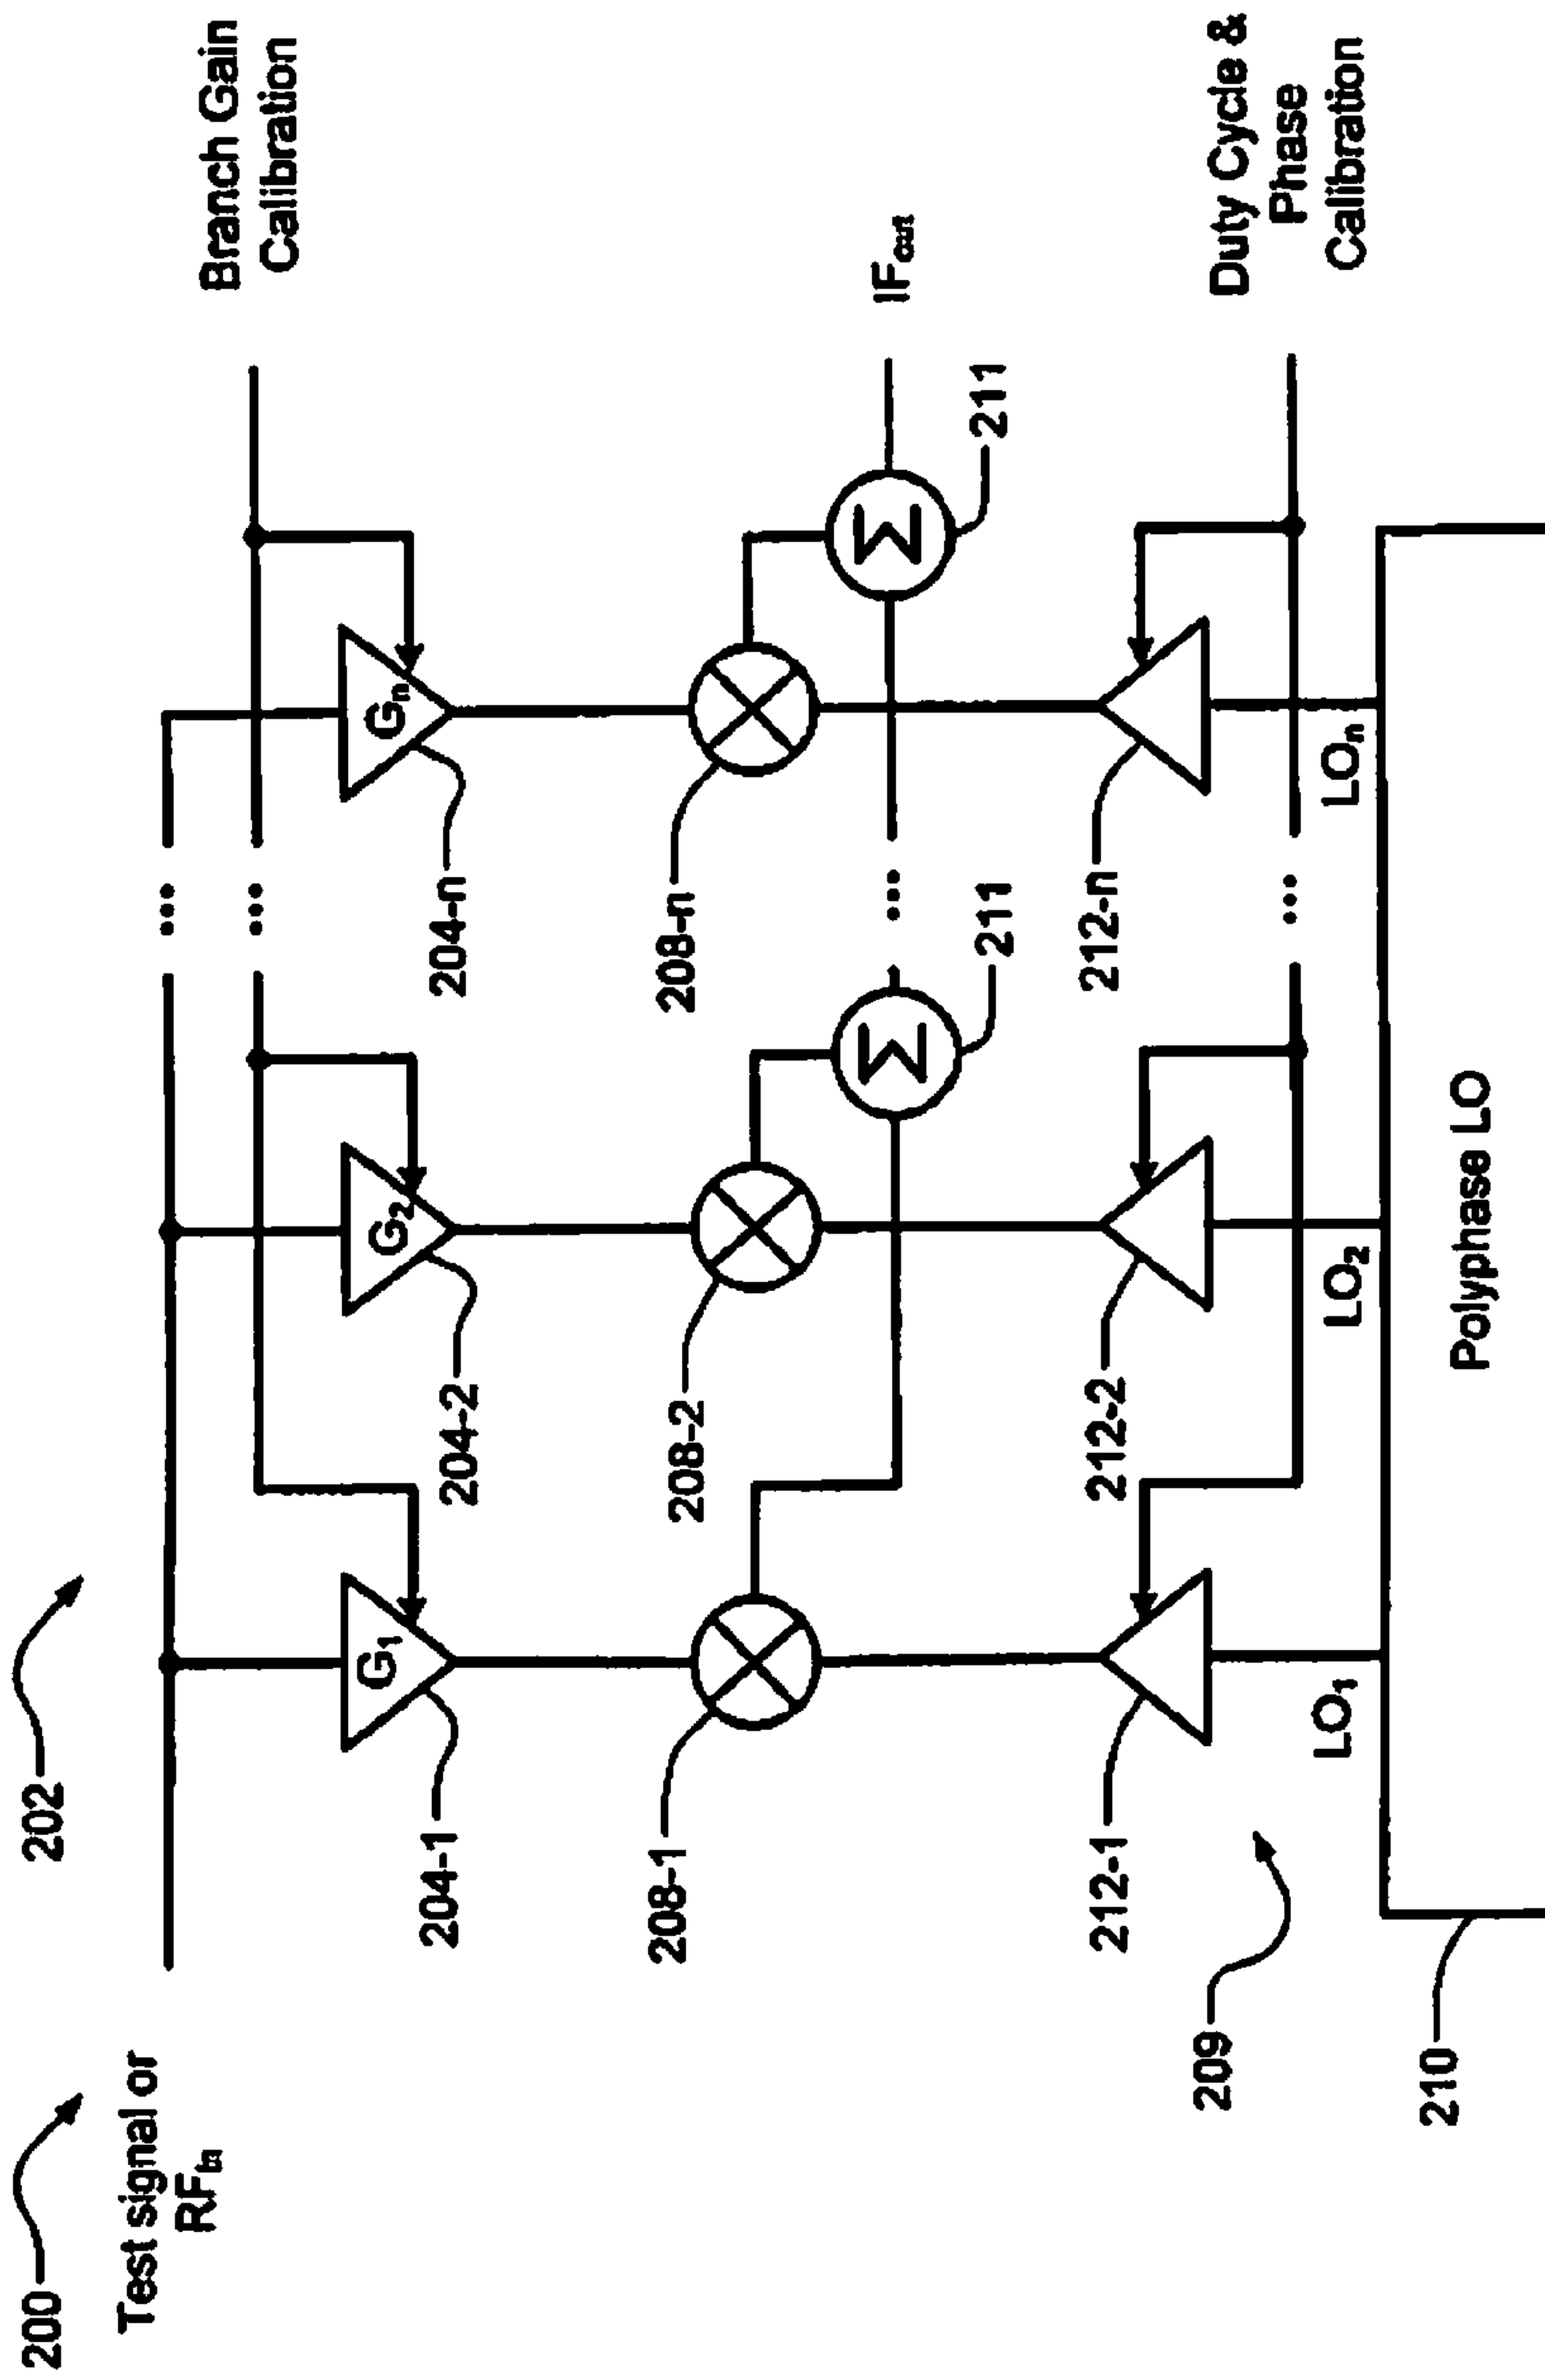 200
202
Test signal or
RFin
Branch Gain
Calibration
G1
G2
Gn
204-1
204-2
204-n
208-1
208-2
208-n
Σ
Σ
IFout
211
211
212-1
212-2
212-n
Duty Cycle &
Phase
Calibration
209
LO1
LO2
LOn
210
Polyphase LO
...
...
...
...